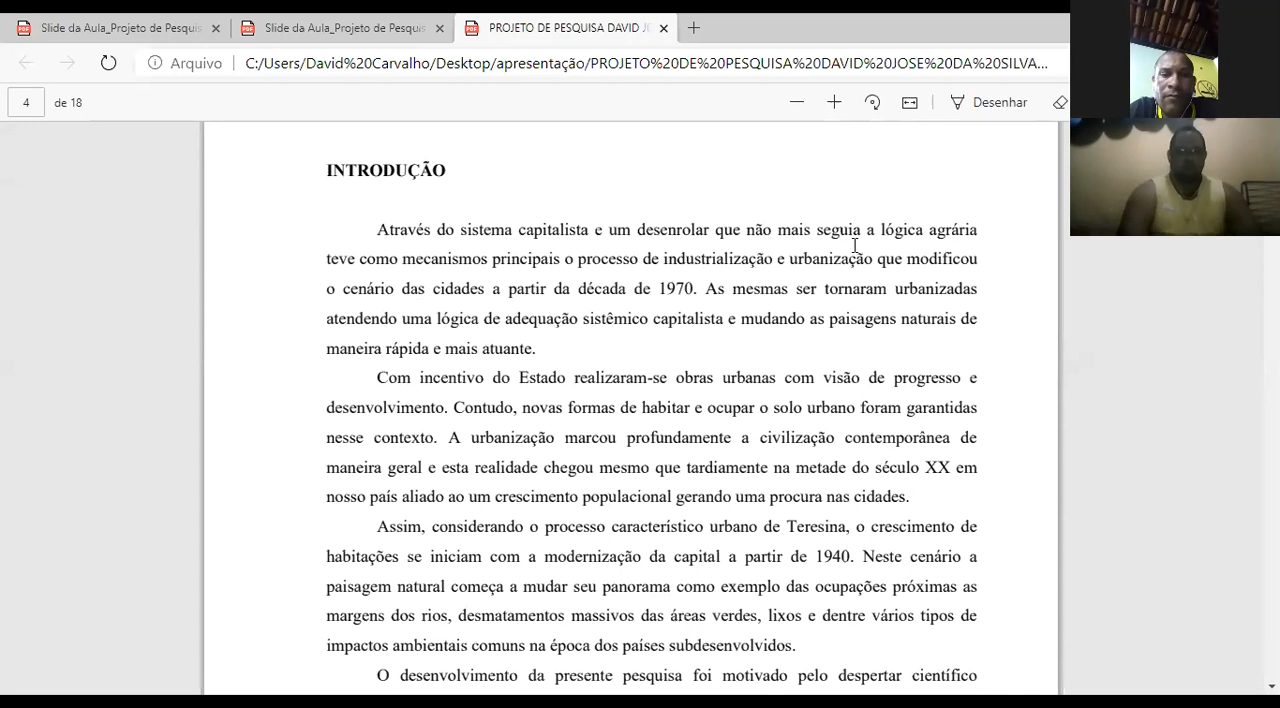 Slide da Aula_Projeto de Pesquis
Slide da Aula_Projeto de Pesquis
PROJETO DE PESQUISA DAVID JO
Arquivo
C:/Users/David%20Carvalho/Desktop/apresentação/PROJETO%20DE%20PESQUISA%20DAVID%20JOSE%20DA%20SILVA...
4 de 18
Desenhar
INTRODUÇÃO
Através do sistema capitalista e um desenrolar que não mais seguia a lógica agrária
teve como mecanismos principais o processo de industrialização e urbanização que modificou
o cenário das cidades a partir da década de 1970. As mesmas ser tornaram urbanizadas
atendendo uma lógica de adequação sistêmico capitalista e mudando as paisagens naturais de
maneira rápida e mais atuante.
Com incentivo do Estado realizaram-se obras urbanas com visão de progresso e
desenvolvimento. Contudo, novas formas de habitar e ocupar o solo urbano foram garantidas
nesse contexto. A urbanização marcou profundamente a civilização contemporânea de
maneira geral e esta realidade chegou mesmo que tardiamente na metade do século XX em
nosso país aliado ao um crescimento populacional gerando uma procura nas cidades.
Assim, considerando o processo característico urbano de Teresina, o crescimento de
habitações se iniciam com a modernização da capital a partir de 1940. Neste cenário a
paisagem natural começa a mudar seu panorama como exemplo das ocupações próximas as
margens dos rios, desmatamentos massivos das áreas verdes, lixos e dentre vários tipos de
impactos ambientais comuns na época dos países subdesenvolvidos.
O desenvolvimento da presente pesquisa foi motivado pelo despertar científico